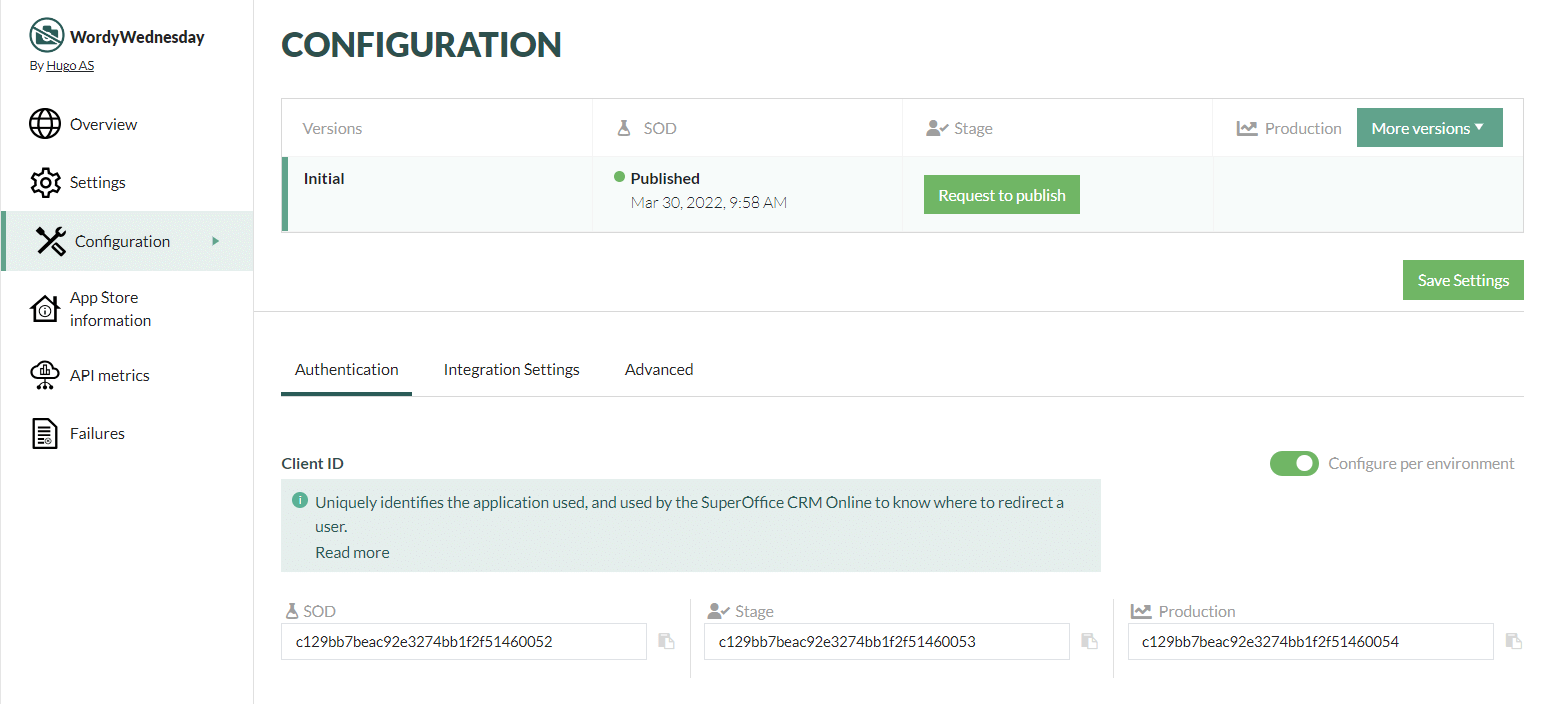 WordyWednesday
By Hugo AS
Overview
Settings
Configuration
App Store
information
API metrics
Failures
CONFIGURATION
Versions SOD Stage Production More versions
Initial Published Request to publish
Mar 30, 2022, 9:58 AM
Save Settings
Authentication Integration Settings Advanced
Client ID Configure per environment
Uniquely identifies the application used, and used by the SuperOffice CRM Online to know where to redirect a
user.
Read more
SOD Stage Production
c129bb7beac92e3274bb1f2f51460052 c129bb7beac92e3274bb1f2f51460053 c129bb7beac92e3274bb1f2f51460054